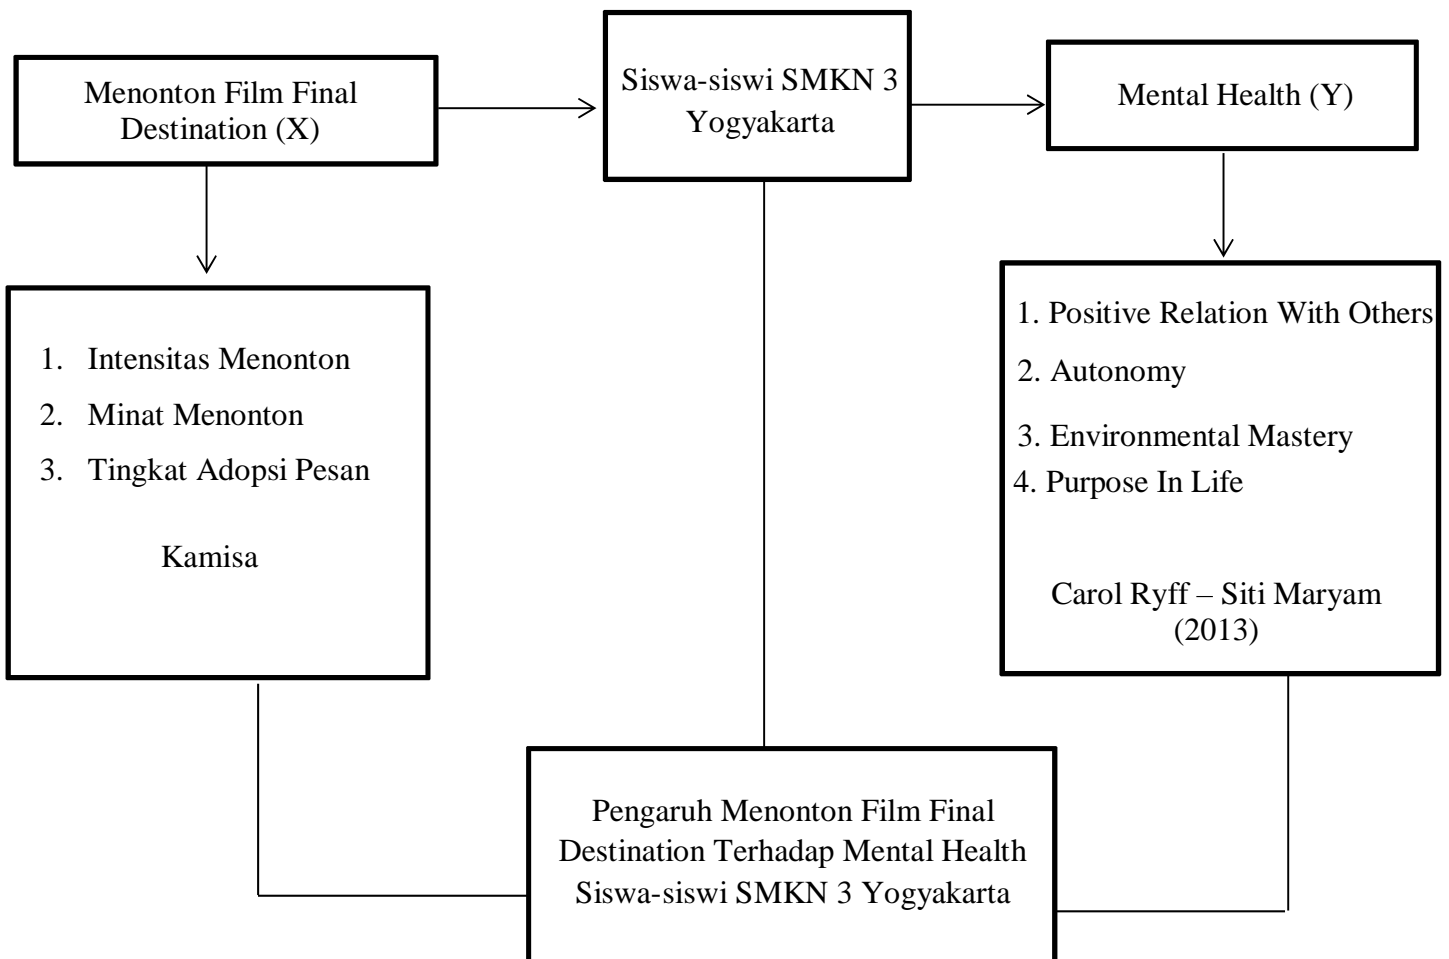 Menonton Film Final
Destination (X)
Siswa-siswi SMKN 3
Yogyakarta
Mental Health (Y)
1. Intensitas Menonton
2. Minat Menonton
3. Tingkat Adopsi Pesan
Kamisa
1. Positive Relation With Others
2. Autonomy
3. Environmental Mastery
4. Purpose In Life
Carol Ryff – Siti Maryam
(2013)
Pengaruh Menonton Film Final
Destination Terhadap Mental Health
Siswa-siswi SMKN 3 Yogyakarta